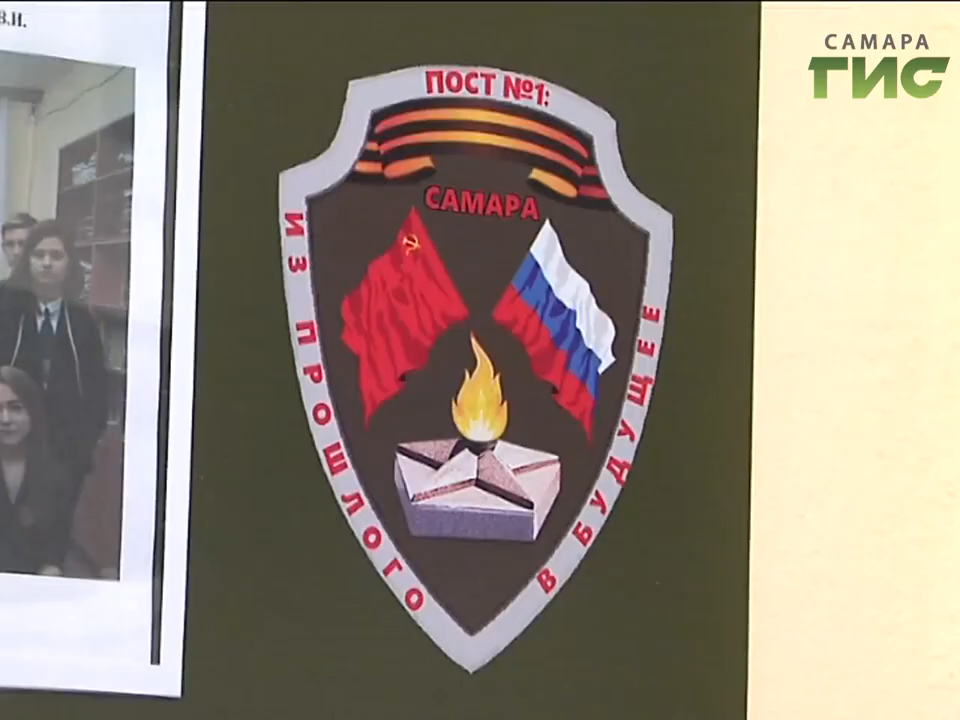 В.И.
САМАРА
ГИС
ПОСТ №1:
САМАРА
ИЗ ПРОШЛОГО
В БУДУЩЕЕ